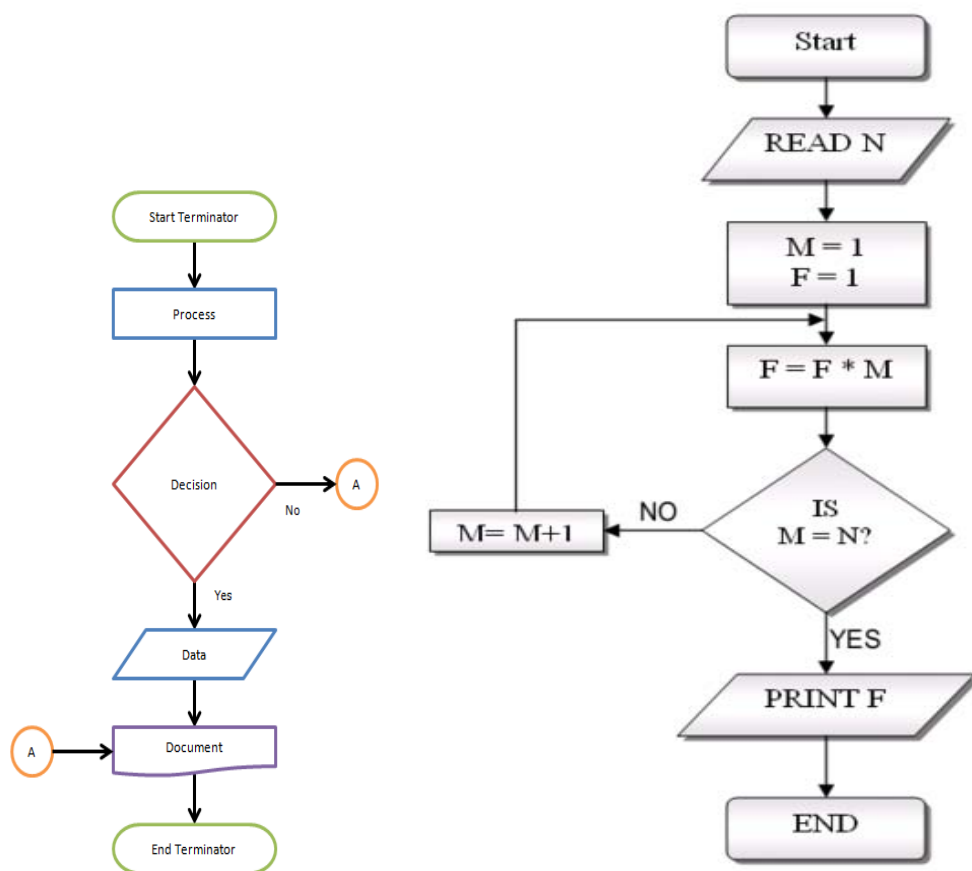 Start Terminator
Process
Decision
No
A
Yes
Data
A
Document
End Terminator
Start
READ N
M = 1
F = 1
F = F * M
IS
M = N?
NO
M= M+1
YES
PRINT F
END